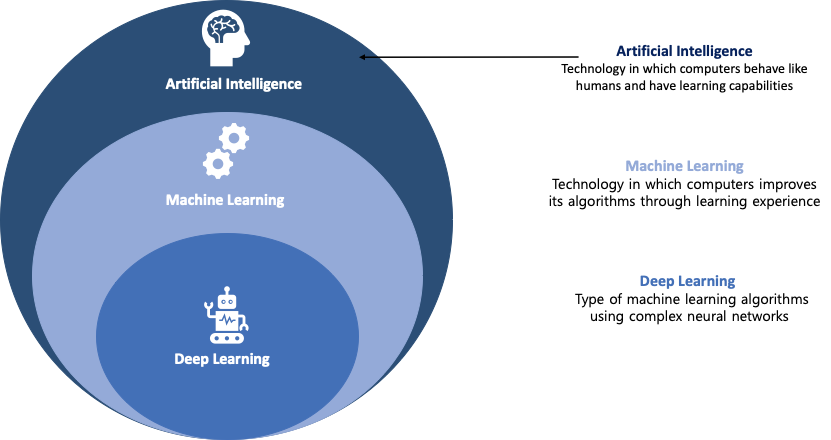 Artificial Intelligence
Machine Learning
Deep Learning
Artificial Intelligence
Technology in which computers behave like
humans and have learning capabilities
Machine Learning
Technology in which computers improves
its algorithms through learning experience
Deep Learning
Type of machine learning algorithms
using complex neural networks